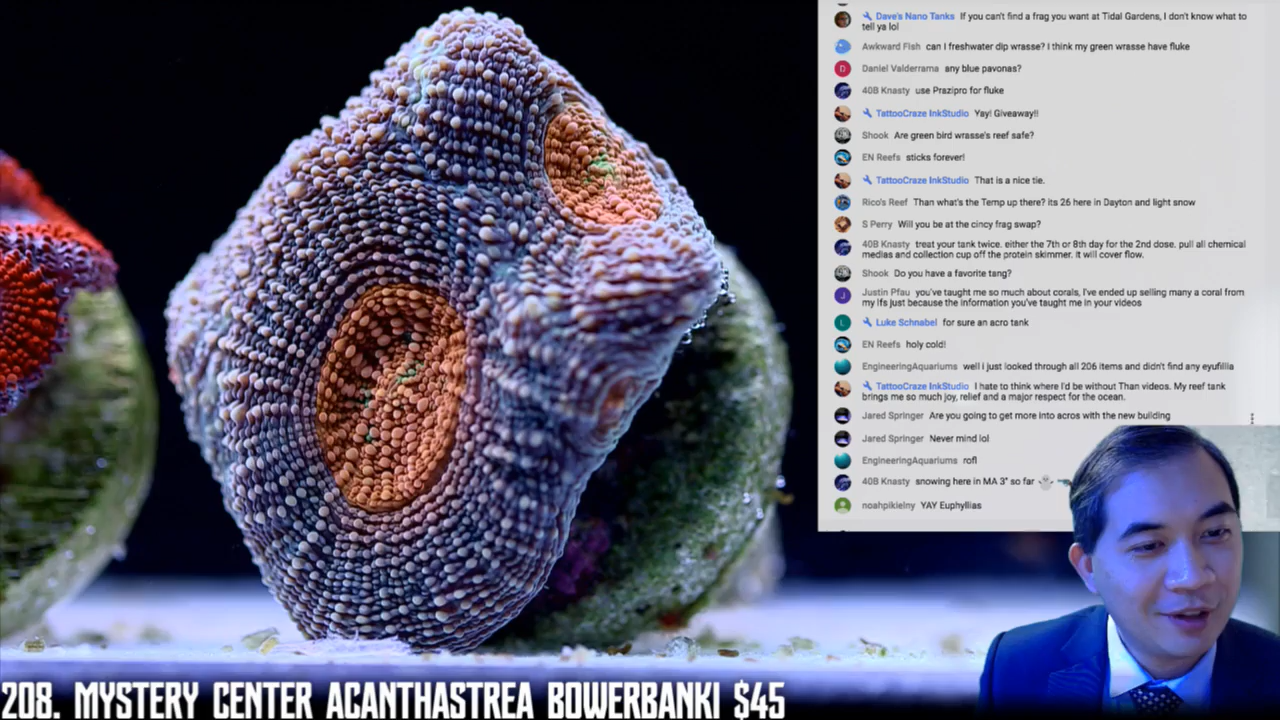 Dave's Nano Tanks If you can't find a frag you want at Tidal Gardens, I don't know what to
tell ya lol
Awkward Fish can I freshwater dip wrasse? I think my green wrasse have fluke
D Daniel Valderrama any blue pavonas?
40B Knasty use Prazipro for fluke
TattooCraze InkStudio Yay! Giveaway!!
Shook Are green bird wrasse's reef safe?
EN Reefs sticks forever!
TattooCraze InkStudio That is a nice tie.
Rico's Reef Than what's the Temp up there? its 26 here in Dayton and light snow
S Perry Will you be at the cincy frag swap?
40B Knasty treat your tank twice. either the 7th or 8th day for the 2nd dose. pull all chemical
medias and collection cup off the protein skimmer. It will cover flow.
Shook Do you have a favorite tang?
J Justin Pfau you've taught me so much about corals, I've ended up selling many a coral from
my lfs just because the information you've taught me in your videos
L Luke Schnabel for sure an acro tank
EN Reefs holy cold!
EngineeringAquariums well i just looked through all 206 items and didn't find any eyufillia
TattooCraze InkStudio I hate to think where I'd be without Than videos. My reef tank
brings me so much joy, relief and a major respect for the ocean.
Jared Springer Are you going to get more into acros with the new building
Jared Springer Never mind lol
EngineeringAquariums rofl
40B Knasty snowing here in MA 3" so far
noahpikielny YAY Euphyllias
208. MYSTERY CENTER ACANTHASTREA BOWERBANKI $45